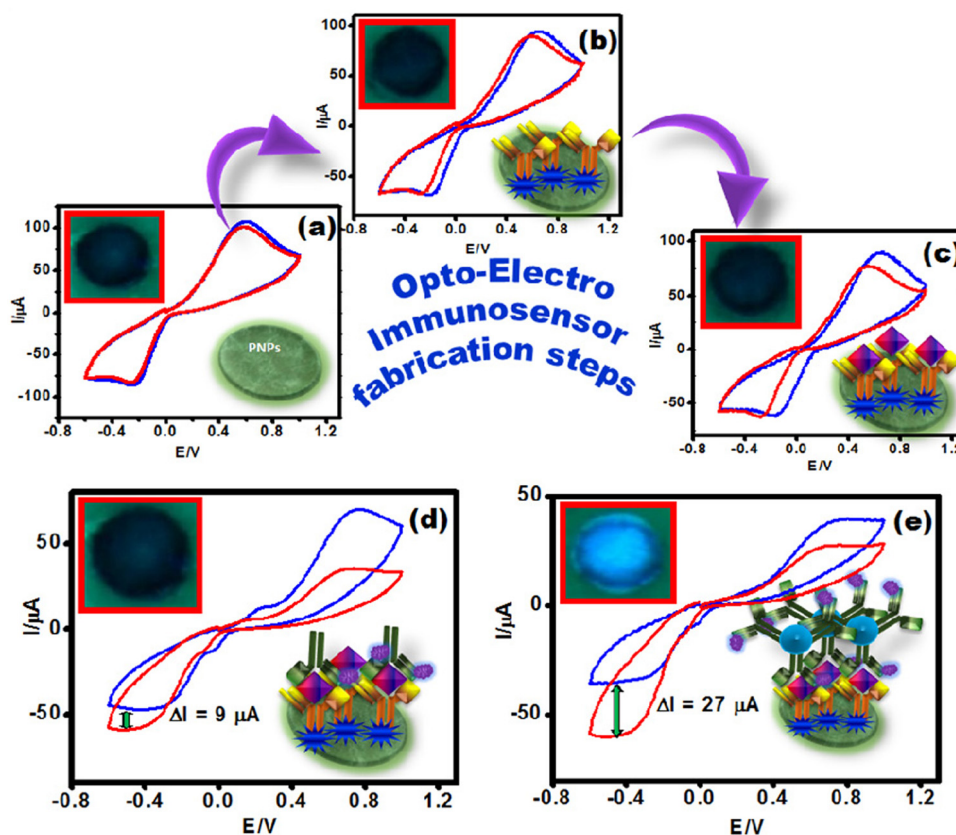 (b)
100
50
0
-50
I/µA
-0.8 -0.4 0.0 0.4 0.8 1.2
E/V
(a)
100
50
0
-50
-100
I/µA
PNPs
-0.8 -0.4 0.0 0.4 0.8 1.2
E/V
Opto-Electro
Immunosensor
fabrication steps
(c)
100
50
0
-50
I/µA
-0.8 -0.4 0.0 0.4 0.8 1.2
E/V
(d)
50
0
-50
I/µA
ΔI = 9 µA
-0.8 -0.4 0.0 0.4 0.8 1.2
E/V
(e)
50
0
-50
I/µA
ΔI = 27 µA
-0.8 -0.4 0.0 0.4 0.8 1.2
E/V